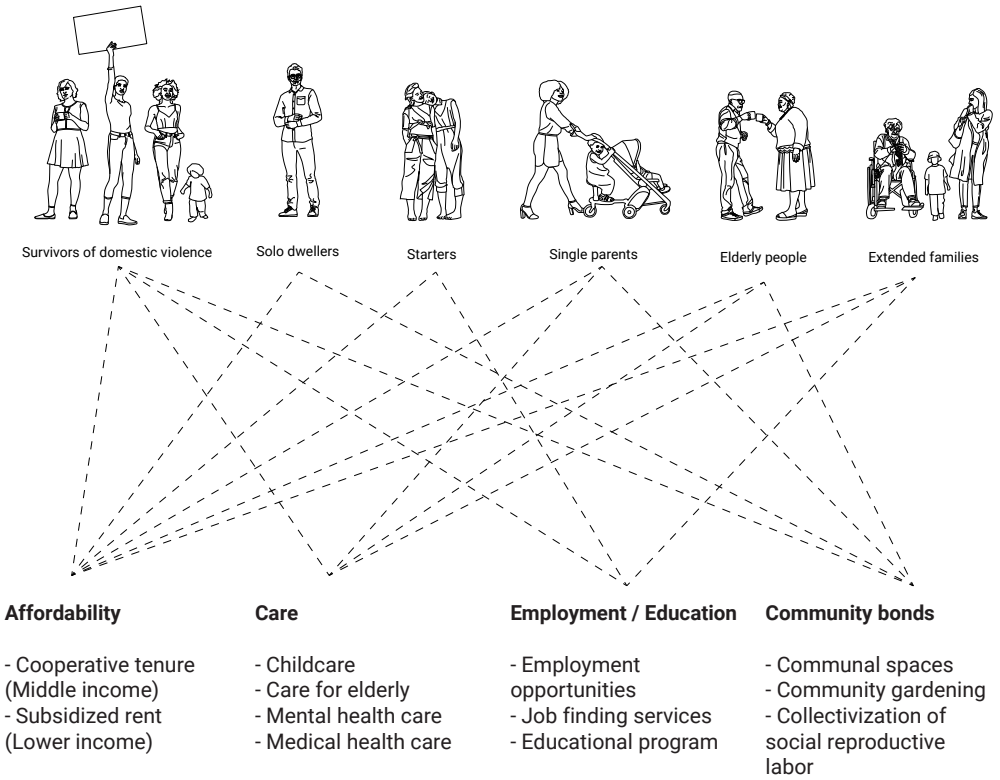 Survivors of domestic violence
Solo dwellers
Starters
Single parents
Elderly people
Extended families
Affordability
- Cooperative tenure
(Middle income)
- Subsidized rent
(Lower income)
Care
- Childcare
- Care for elderly
- Mental health care
- Medical health care
Employment / Education
- Employment
opportunities
- Job finding services
- Educational program
Community bonds
- Communal spaces
- Community gardening
- Collectivization of
social reproductive
labor